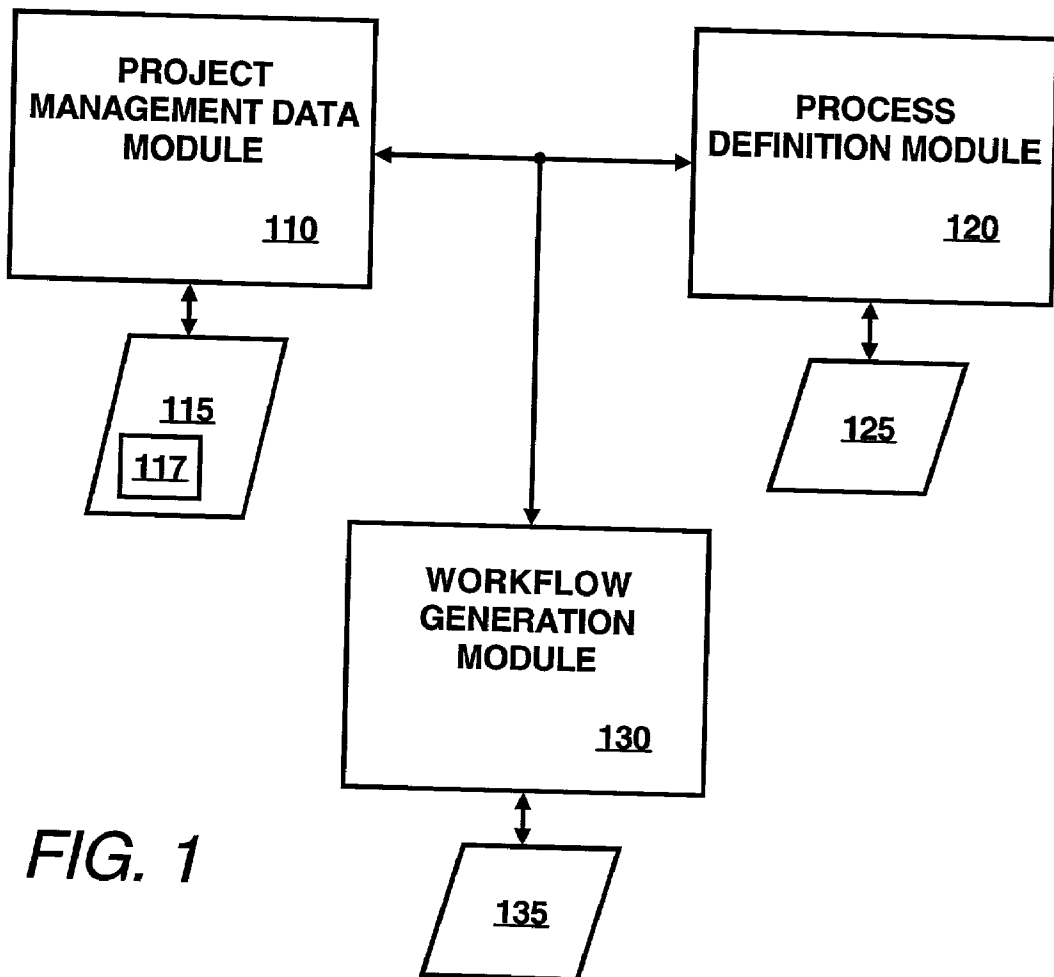 PROJECT
MANAGEMENT DATA
MODULE
110
PROCESS
DEFINITION MODULE
120
115
117
125
WORKFLOW
GENERATION
MODULE
130
135
FIG. 1